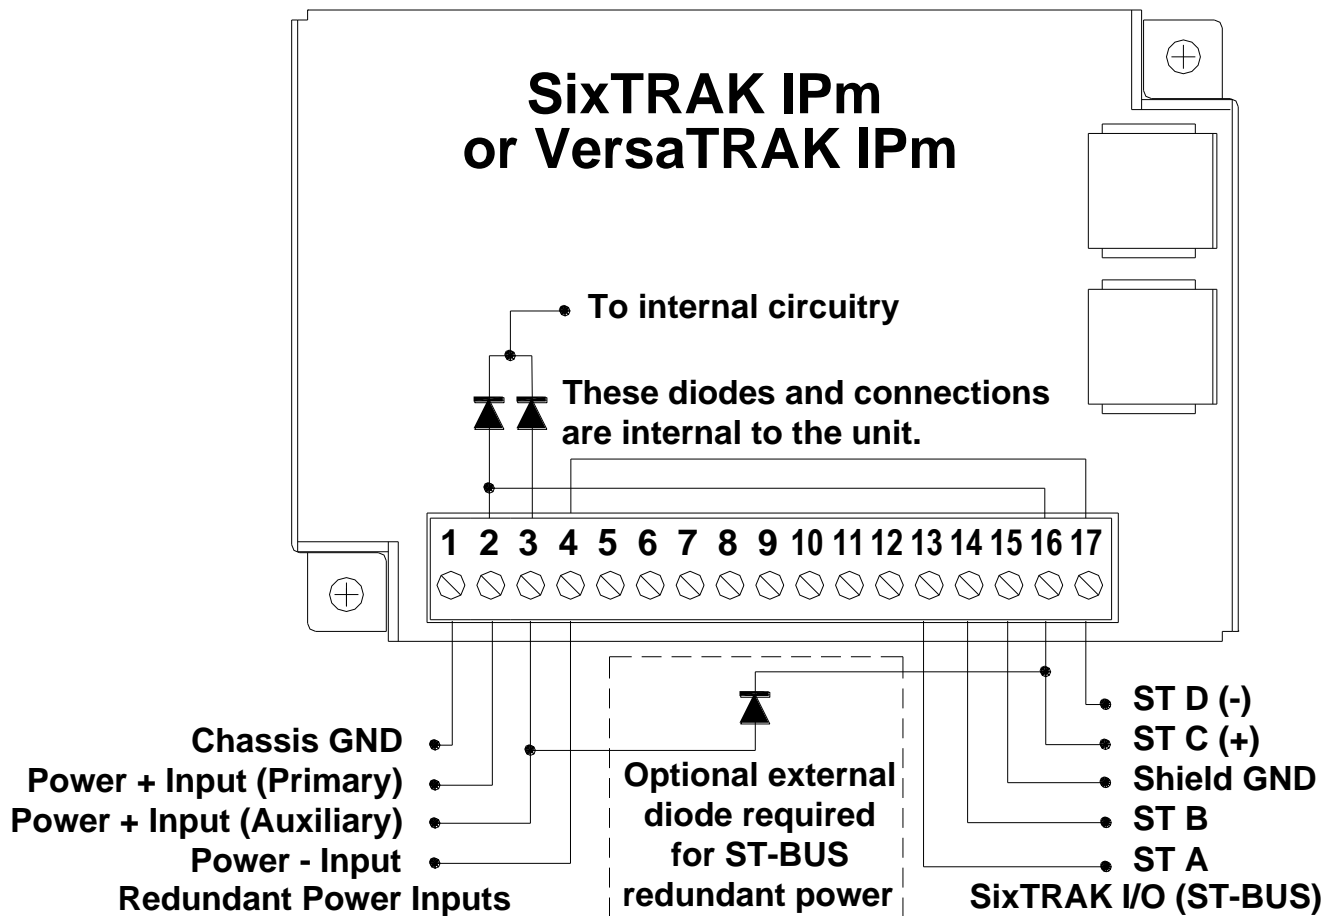 SixTRAK IPm
or VersaTRAK IPm
To internal circuitry
These diodes and connections
are internal to the unit.
1 2 3 4 5 6 7 8 9 10 11 12 13 14 15 16 17
Chassis GND
Power + Input (Primary)
Power + Input (Auxiliary)
Power - Input
Redundant Power Inputs
Optional external
diode required
for ST-BUS
redundant power
ST D (-)
ST C (+)
Shield GND
ST B
ST A
SixTRAK I/O (ST-BUS)